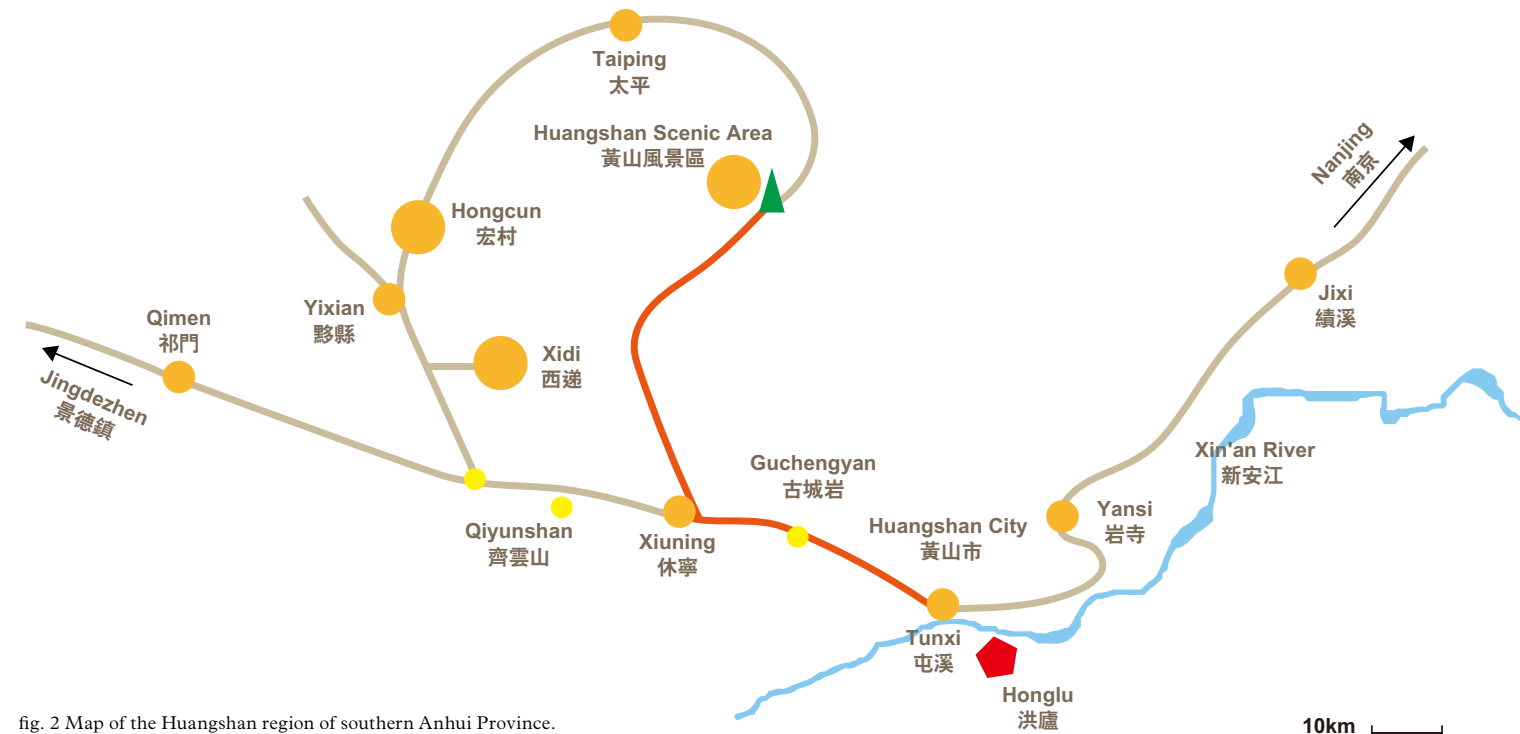 Taiping
太平
Huangshan Scenic Area
黃山風景區
Nanjing
南京
Hongcun
宏村
Jixi
績溪
Yixian
黟縣
Qimen
祁門
Xidi
西递
Jingdezhen
景德鎮
Xin'an River
新安江
Guchengyan
古城岩
Yansi
岩寺
Huangshan City
黃山市
Qiyunshan
齊雲山
Xiuning
休寧
Tunxi
屯溪
Honglu
洪廬
fig. 2 Map of the Huangshan region of southern Anhui Province.
10km